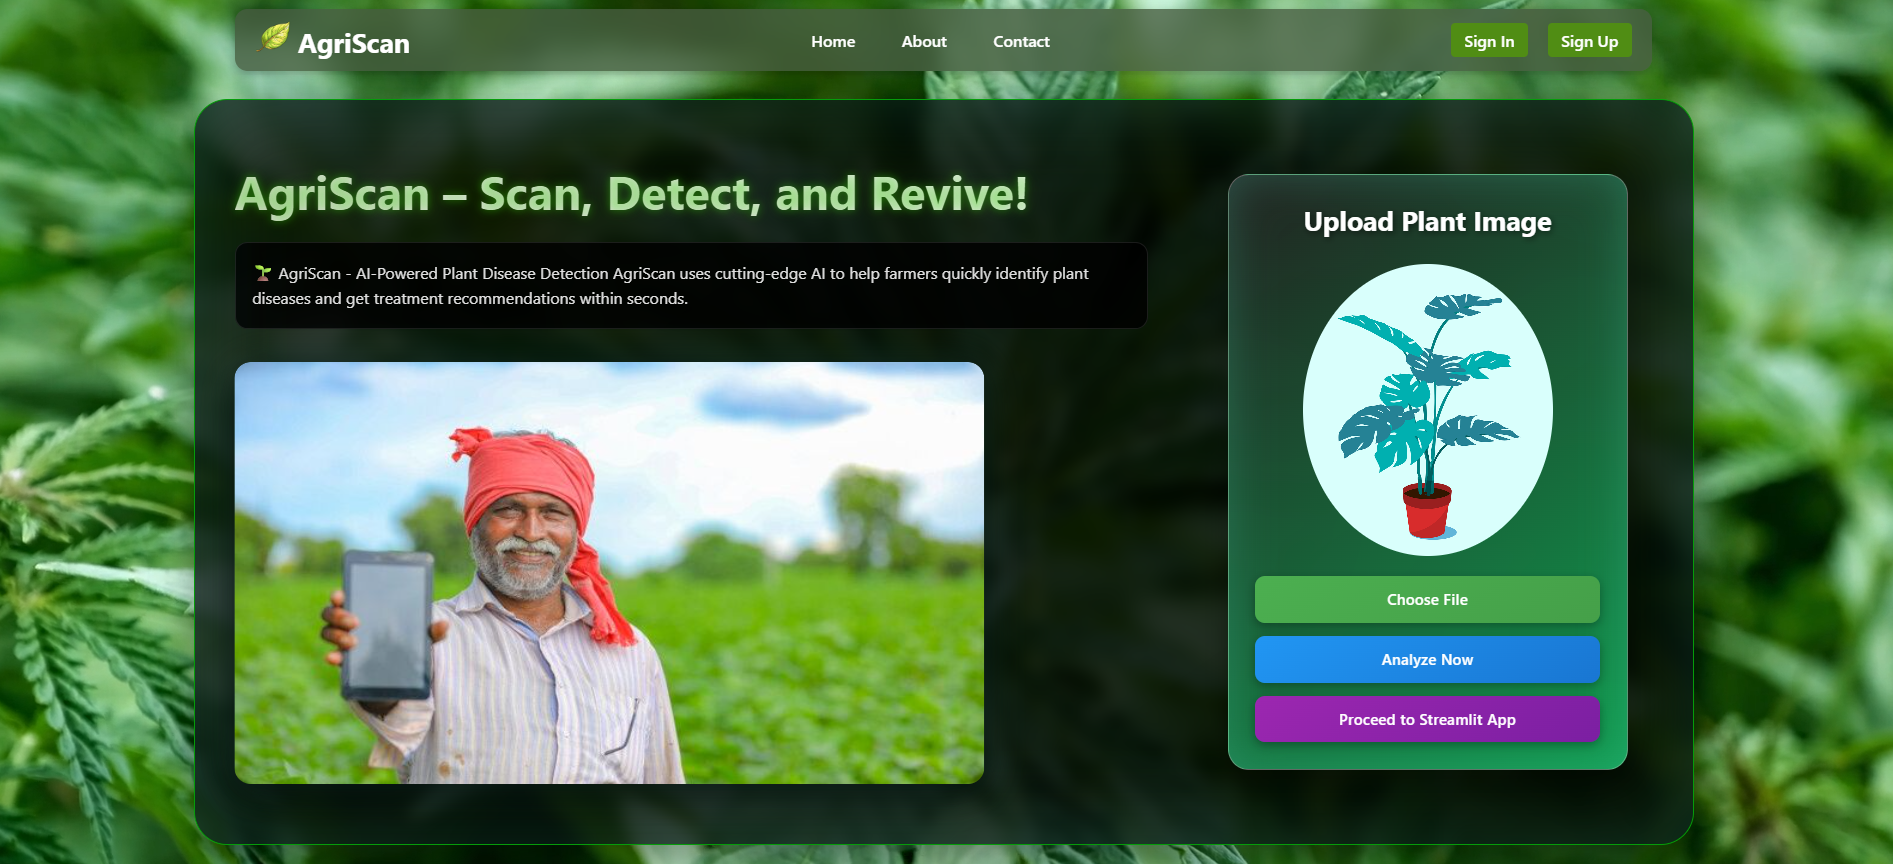 AgriScan
Home
About
Contact
Sign In
Sign Up
AgriScan – Scan, Detect, and Revive!
🌱 AgriScan - AI-Powered Plant Disease Detection AgriScan uses cutting-edge AI to help farmers quickly identify plant
diseases and get treatment recommendations within seconds.
Upload Plant Image
Choose File
Analyze Now
Proceed to Streamlit App